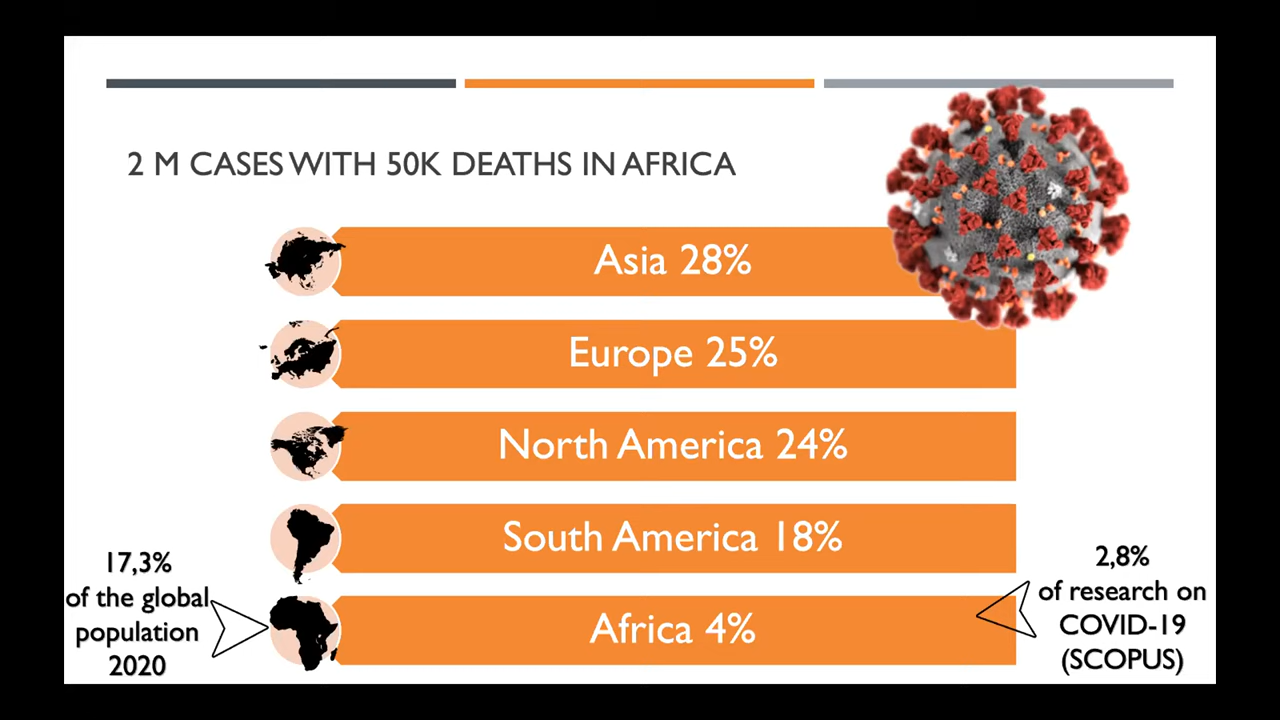 2 M CASES WITH 50K DEATHS IN AFRICA
Asia 28%
Europe 25%
North America 24%
South America 18%
Africa 4%
17,3%
of the global
population
2020
2,8%
of research on
COVID-19
(SCOPUS)